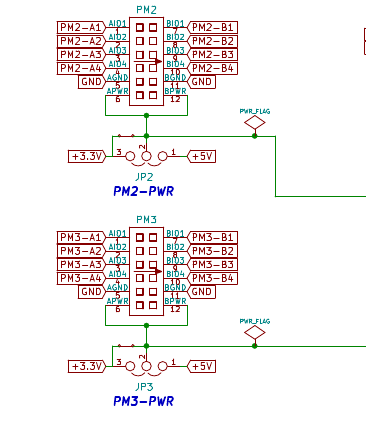 PM2
PM2-A1 AIO1 1 7 BIO1 PM2-B1
PM2-A2 AIO2 2 8 BIO2 PM2-B2
PM2-A3 AIO3 3 9 BIO3 PM2-B3
PM2-A4 AIO4 4 10 BIO4 PM2-B4
GND AGND 5 11 BGND GND
APWR 6 12 BPWR
PWR_FLAG
+3.3V 3 2 1 +5V
JP2
PM2-PWR
PM3
PM3-A1 AIO1 1 7 BIO1 PM3-B1
PM3-A2 AIO2 2 8 BIO2 PM3-B2
PM3-A3 AIO3 3 9 BIO3 PM3-B3
PM3-A4 AIO4 4 10 BIO4 PM3-B4
GND AGND 5 11 BGND GND
APWR 6 12 BPWR
PWR_FLAG
+3.3V 3 2 1 +5V
JP3
PM3-PWR